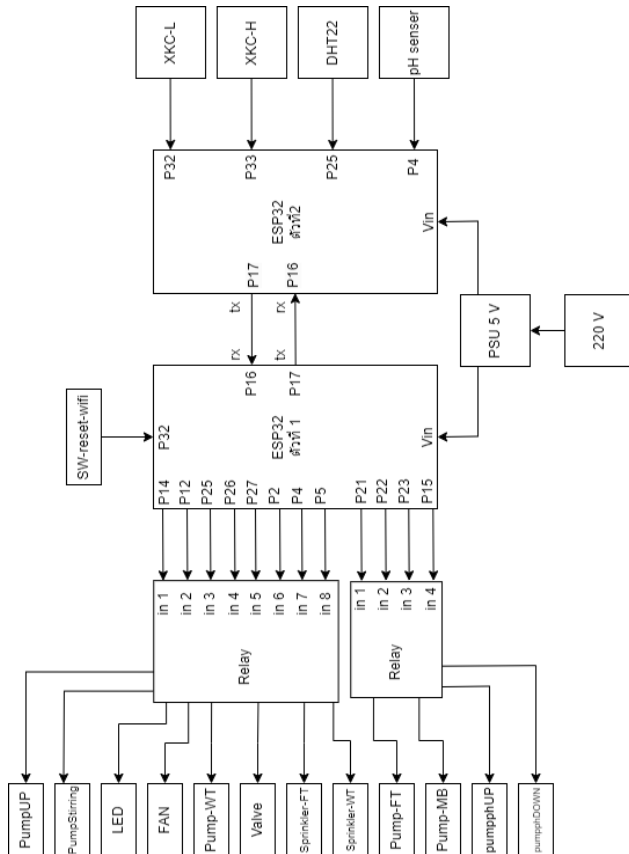 XKC-L
XKC-H
DHT22
pH senser
P32
P33
P25
P4
ESP32
ตัวที่2
Vin
P17
P16
tx
rx
rx
tx
P16
P17
PSU 5 V
220 V
SW-reset-wifi
P32
ESP32
ตัวที่ 1
Vin
P14
P12
P25
P26
P27
P2
P4
P5
P21
P22
P23
P15
in 1
in 2
in 3
in 4
in 5
in 6
in 7
in 8
Relay
in 1
in 2
in 3
in 4
Relay
PumpUP
PumpStirring
LED
FAN
Pump-WT
Valve
Sprinkler-FT
Sprinkler-WT
Pump-FT
Pump-MB
pumpphUP
pumpphDOWN